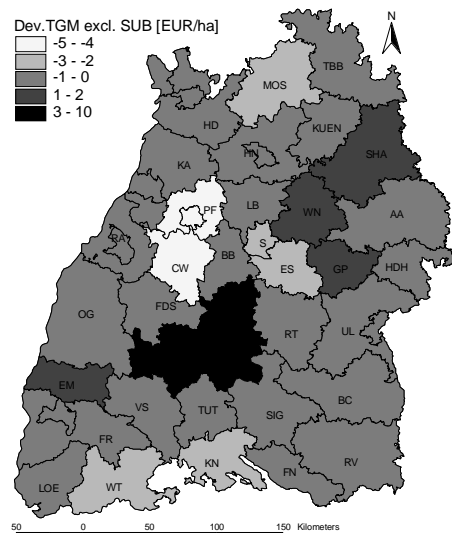 Dev.TGM excl. SUB [EUR/ha]
N
-5 - -4
-3 - -2
-1 - 0
1 - 2
3 - 10
TBB
MOS
HD
KUEN
HN
SHA
KA
PF
LB
WN
AA
RA
S
CW
BB
ES
GP
HDH
FDS
OG
RT
UL
EM
VS
TUT
SIG
BC
FR
KN
RV
LOE
WT
FN
50 0 50 100 150 Kilometers